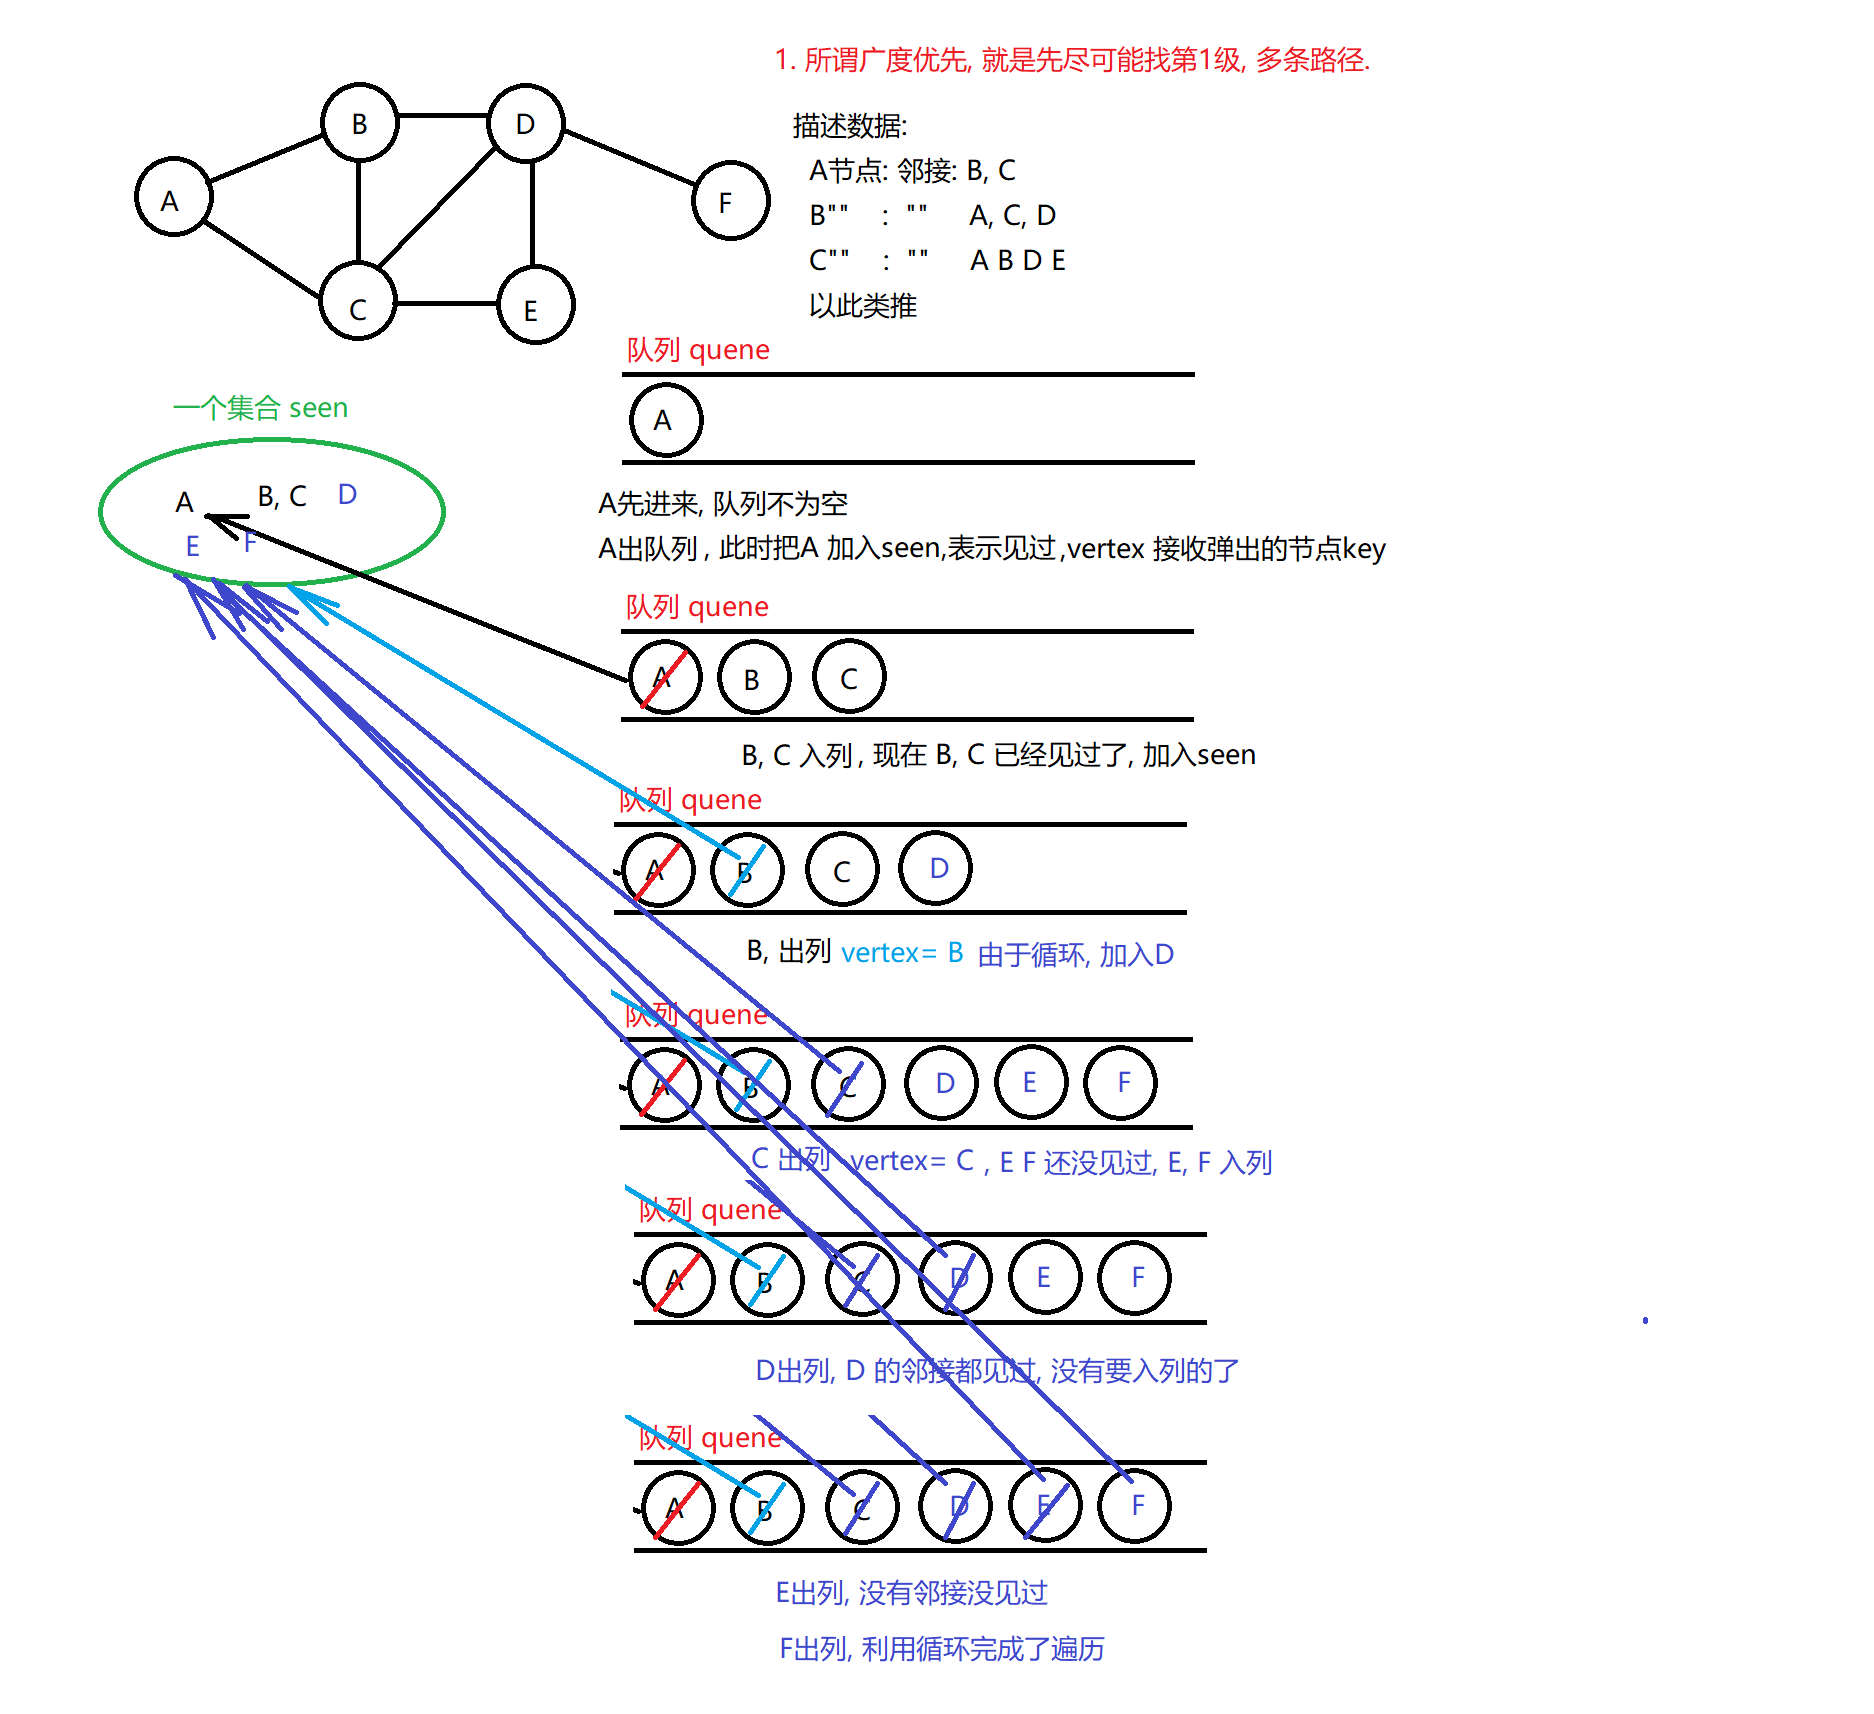 1. 所谓广度优先, 就是先尽可能找第1级, 多条路径.
B
D
A
F
C
E
描述数据:
A节点: 邻接: B, C
B"" : "" A, C, D
C"" : "" A B D E
以此类推
队列 quene
A
一个集合 seen
A B, C D
E F
A先进来, 队列不为空
A出队列, 此时把A 加入seen,表示见过,vertex 接收弹出的节点key
队列 quene
A B C
B, C 入列, 现在 B, C 已经见过了, 加入seen
队列 quene
A B C D
B, 出列 vertex= B 由于循环, 加入D
队列 quene
A B C D E F
C 出列 vertex= C , E F 还没见过, E, F 入列
队列 quene
A B C D E F
D出列, D 的邻接都见过, 没有要入列的了
队列 quene
A B C D E F
E出列, 没有邻接没见过
F出列, 利用循环完成了遍历